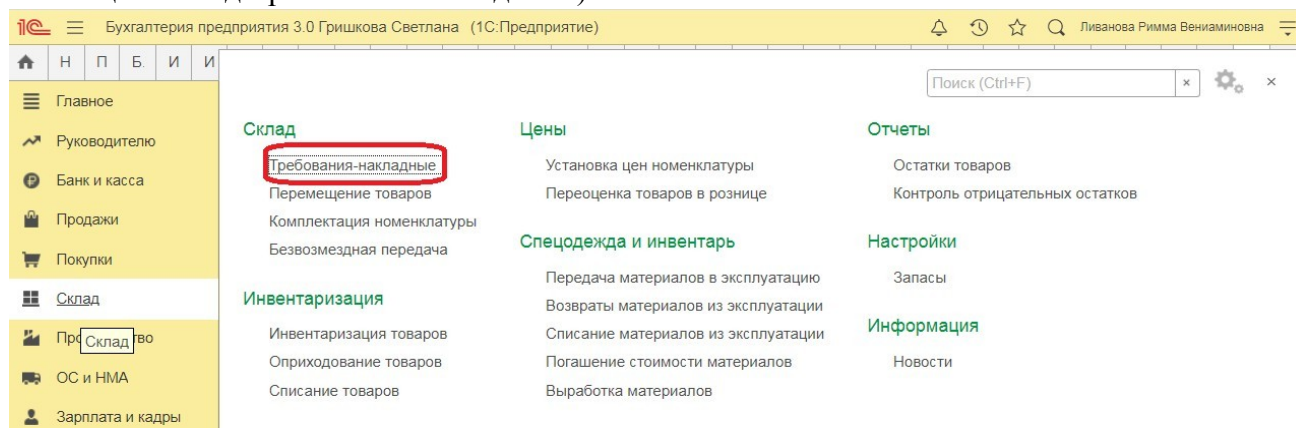 1С Бухгалтерия предприятия 3.0 Гришкова Светлана (1С:Предприятие) Ливанова Римма Вениаминовна
Н П Б. И И
Поиск (Ctrl+F) × ×
Главное
Руководителю
Банк и касса
Продажи
Покупки
Склад
Склад
тво
ОС и НМА
Зарплата и кадры
Склад
Требования-накладные
Перемещение товаров
Комплектация номенклатуры
Безвозмездная передача
Инвентаризация
Инвентаризация товаров
Оприходование товаров
Списание товаров
Цены
Установка цен номенклатуры
Переоценка товаров в рознице
Спецодежда и инвентарь
Передача материалов в эксплуатацию
Возвраты материалов из эксплуатации
Списание материалов из эксплуатации
Погашение стоимости материалов
Выработка материалов
Отчеты
Остатки товаров
Контроль отрицательных остатков
Настройки
Запасы
Информация
Новости